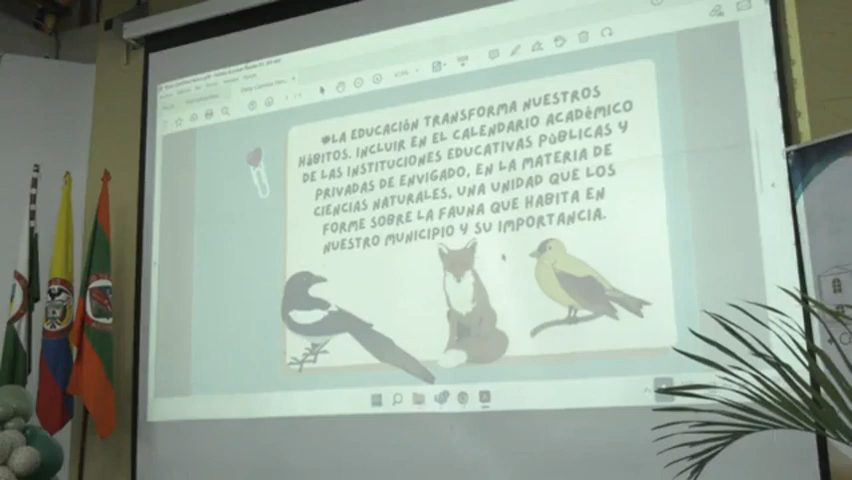 LA EDUCACIÓN TRANSFORMA NUESTROS
HÁBITOS. INCLUIR EN EL CALENDARIO ACADÉMICO
DE LAS INSTITUCIONES EDUCATIVAS PÚBLICAS Y
PRIVADAS DE ENVIGADO, EN LA MATERIA DE
CIENCIAS NATURALES, UNA UNIDAD QUE LOS
FORME SOBRE LA FAUNA QUE HABITA EN
NUESTRO MUNICIPIO Y SU IMPORTANCIA.